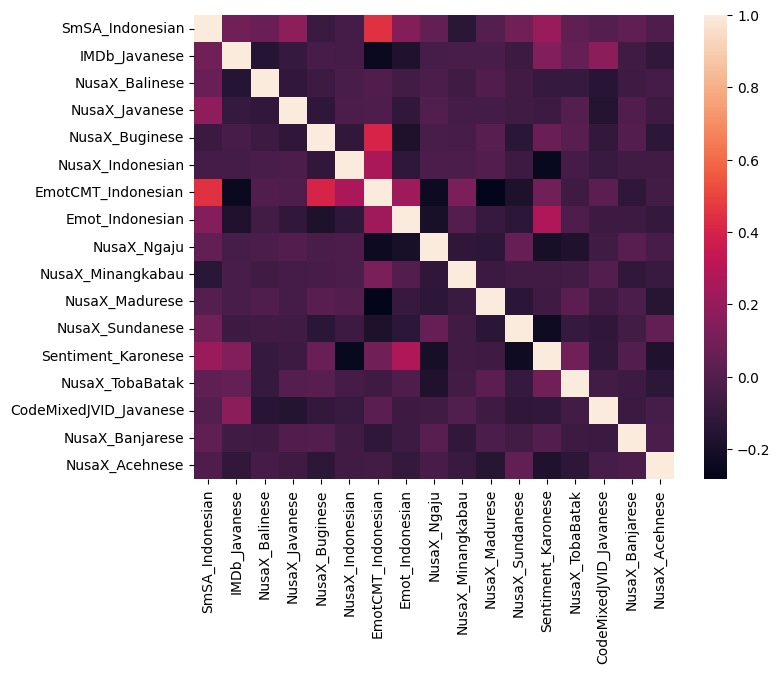 SmSA_Indonesian
IMDb_Javanese
NusaX_Balinese
NusaX_Javanese
NusaX_Buginese
NusaX_Indonesian
EmotCMT_Indonesian
Emot_Indonesian
NusaX_Ngaju
NusaX_Minangkabau
NusaX_Madurese
NusaX_Sundanese
Sentiment_Karonese
NusaX_TobaBatak
CodeMixedJVID_Javanese
NusaX_Banjarese
NusaX_Acehnese
SmSA_Indonesian
IMDb_Javanese
NusaX_Balinese
NusaX_Javanese
NusaX_Buginese
NusaX_Indonesian
EmotCMT_Indonesian
Emot_Indonesian
NusaX_Ngaju
NusaX_Minangkabau
NusaX_Madurese
NusaX_Sundanese
Sentiment_Karonese
NusaX_TobaBatak
CodeMixedJVID_Javanese
NusaX_Banjarese
NusaX_Acehnese
1.0
0.8
0.6
0.4
0.2
0.0
−0.2